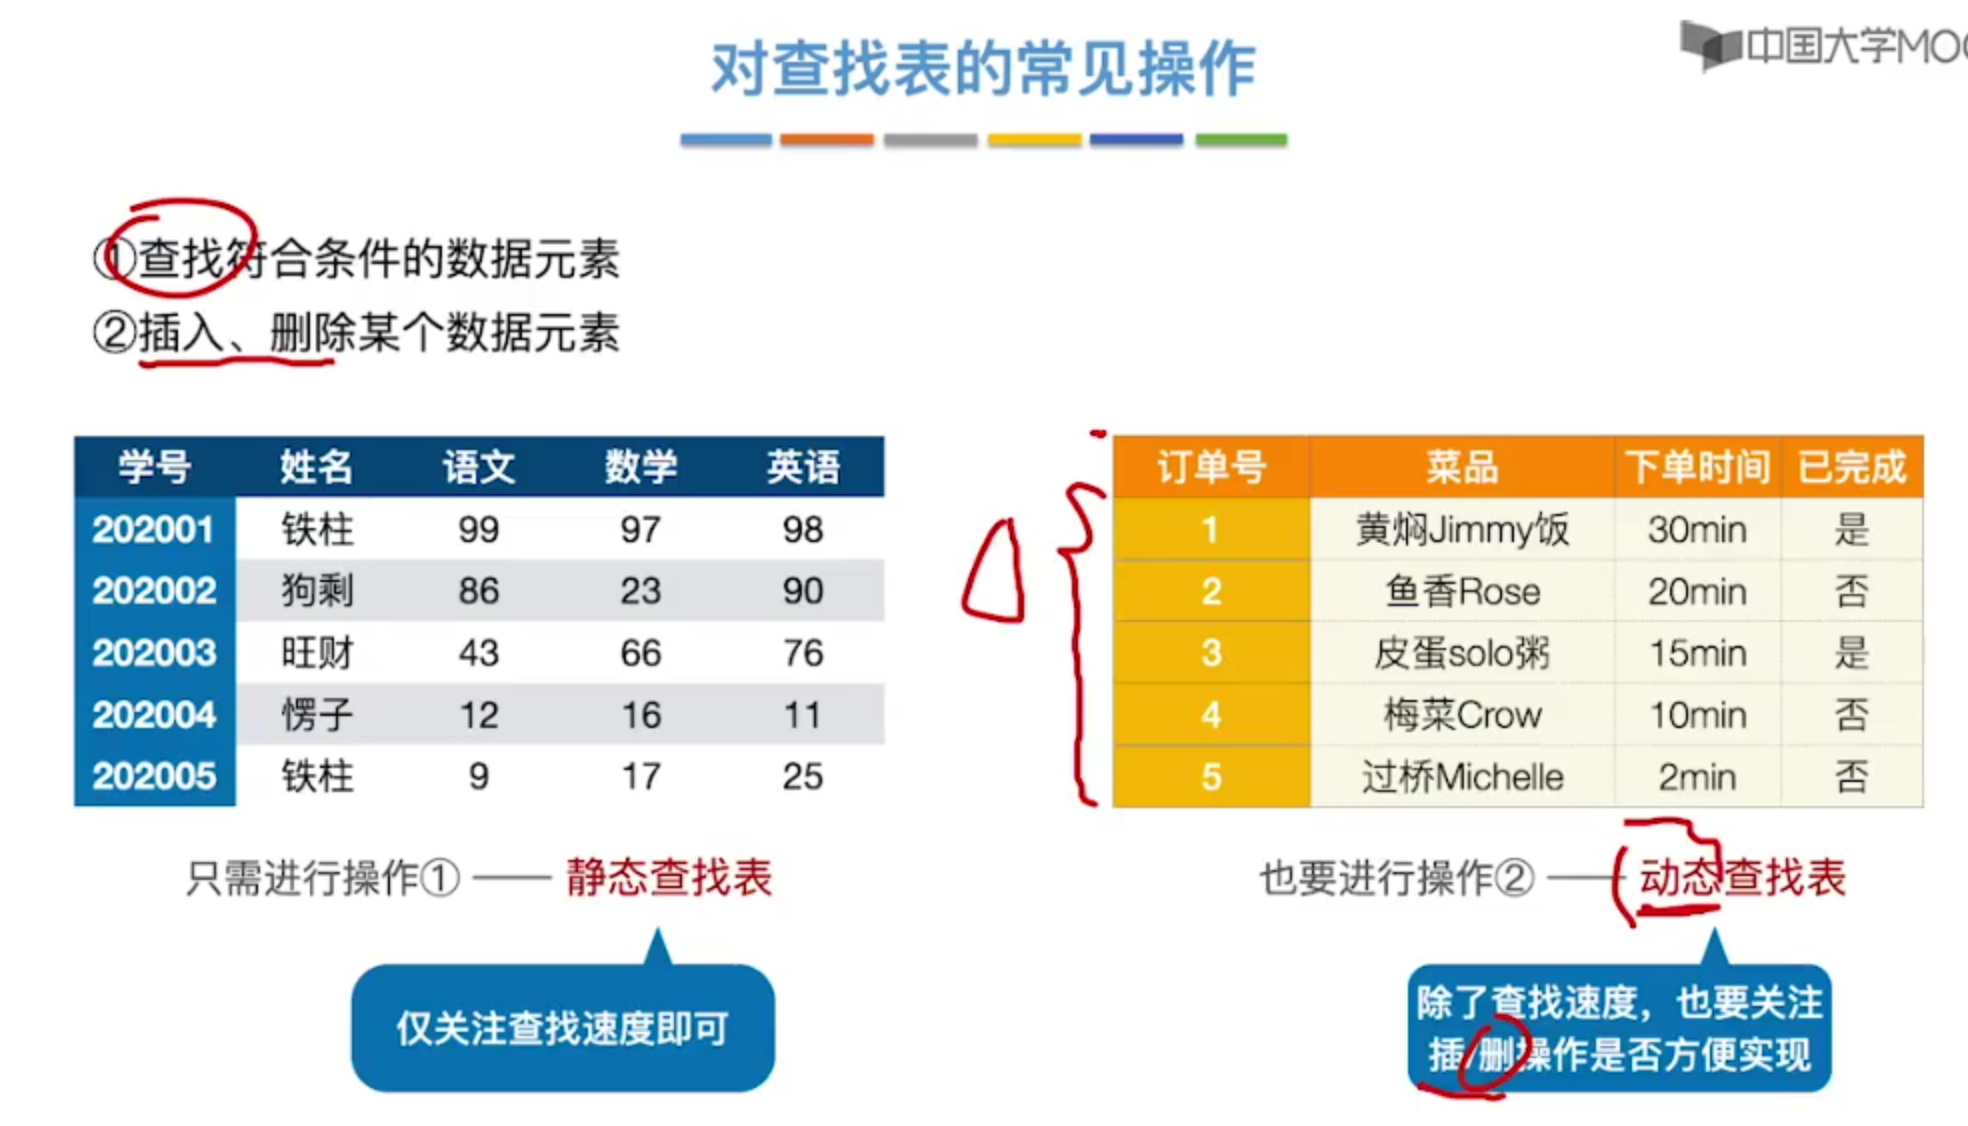 对查找表的常见操作
中国大学MOO
①查找符合条件的数据元素
②插入、删除某个数据元素
学号 姓名 语文 数学 英语
202001 铁柱 99 97 98
202002 狗剩 86 23 90
202003 旺财 43 66 76
202004 愣子 12 16 11
202005 铁柱 9 17 25
订单号 菜品 下单时间 已完成
1 黄焖Jimmy饭 30min 是
2 鱼香Rose 20min 否
3 皮蛋solo粥 15min 是
4 梅菜Crow 10min 否
5 过桥Michelle 2min 否
只需进行操作① —— 静态查找表
也要进行操作② —— 动态查找表
仅关注查找速度即可
除了查找速度，也要关注
插/删操作是否方便实现